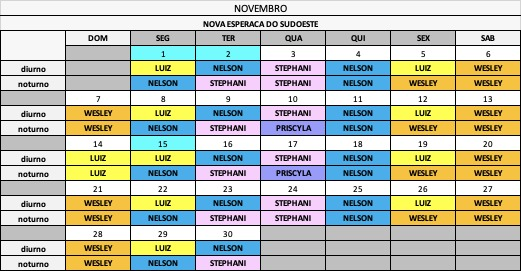 NOVEMBRO
NOVA ESPERACA DO SUDOESTE
DOM SEG TER QUA QUI SEX SAB
1 2 3 4 5 6
diurno LUIZ NELSON STEPHANI NELSON LUIZ WESLEY
noturno NELSON STEPHANI STEPHANI NELSON WESLEY WESLEY
7 8 9 10 11 12 13
diurno WESLEY LUIZ NELSON STEPHANI NELSON LUIZ WESLEY
noturno WESLEY NELSON STEPHANI PRISCYLA NELSON WESLEY WESLEY
14 15 16 17 18 19 20
diurno LUIZ LUIZ NELSON STEPHANI NELSON LUIZ WESLEY
noturno LUIZ NELSON STEPHANI PRISCYLA NELSON WESLEY WESLEY
21 22 23 24 25 26 27
diurno WESLEY LUIZ NELSON STEPHANI NELSON LUIZ WESLEY
noturno WESLEY NELSON STEPHANI STEPHANI NELSON WESLEY WESLEY
28 29 30
diurno WESLEY LUIZ NELSON
noturno WESLEY NELSON STEPHANI